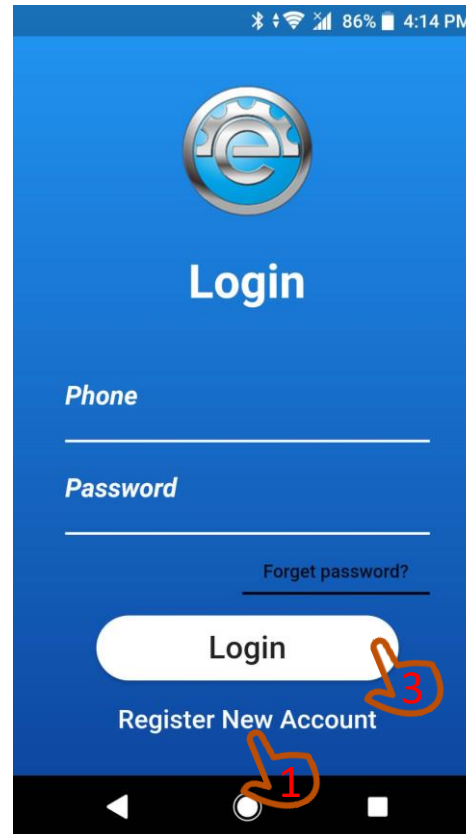 86% 4:14 PM
e
Login
Phone
Password
Forget password?
Login
3
Register New Account
1